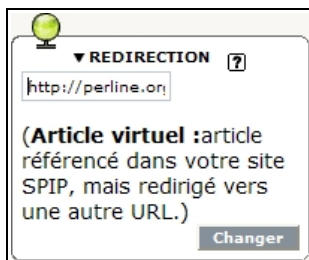 ▼ REDIRECTION ?
http://perline.or
(Article virtuel :article
référencé dans votre site
SPIP, mais redirigé vers
une autre URL.)
Changer